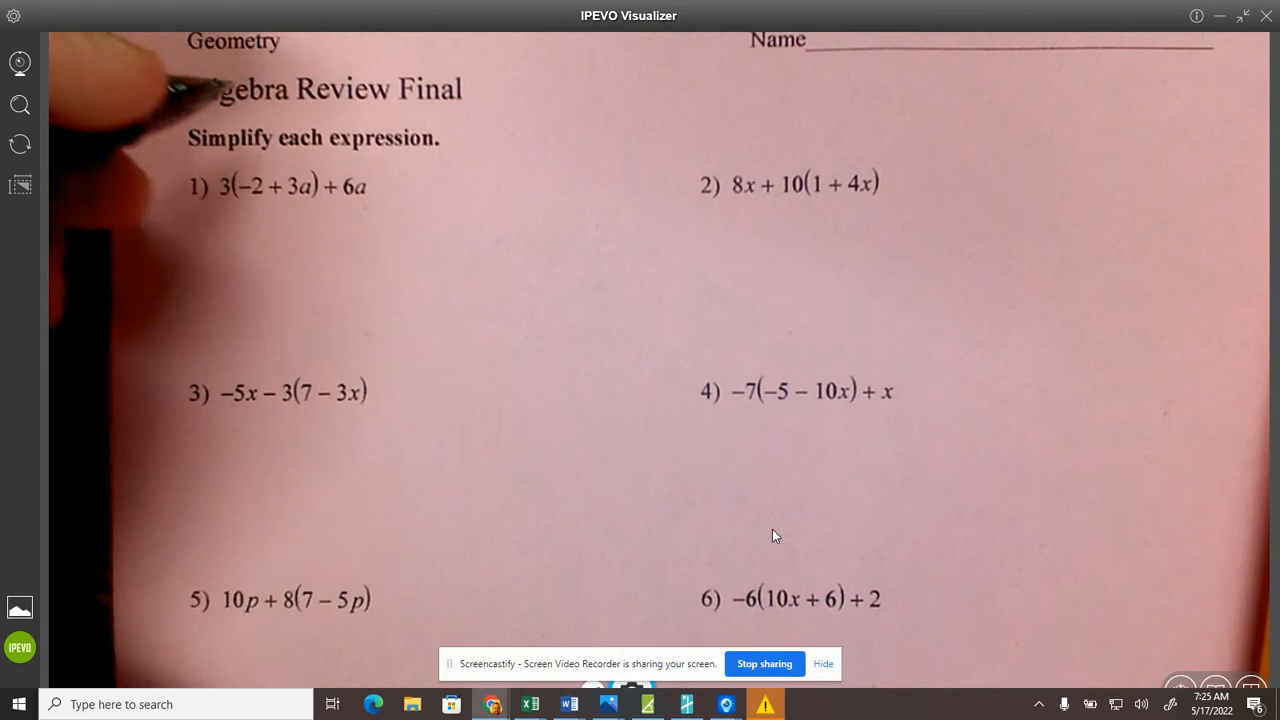 IPEVO Visualizer
Geometry
Name
gebra Review Final
Simplify each expression.
1) 3(−2 + 3a) + 6a
2) 8x + 10(1 + 4x)
3) −5x − 3(7 − 3x)
4) −7(−5 − 10x) + x
5) 10p + 8(7 − 5p)
6) −6(10x + 6) + 2
IPEVO
Screencastify - Screen Video Recorder is sharing your screen.
Stop sharing
Hide
Type here to search
7:25 AM
5/17/2022
6